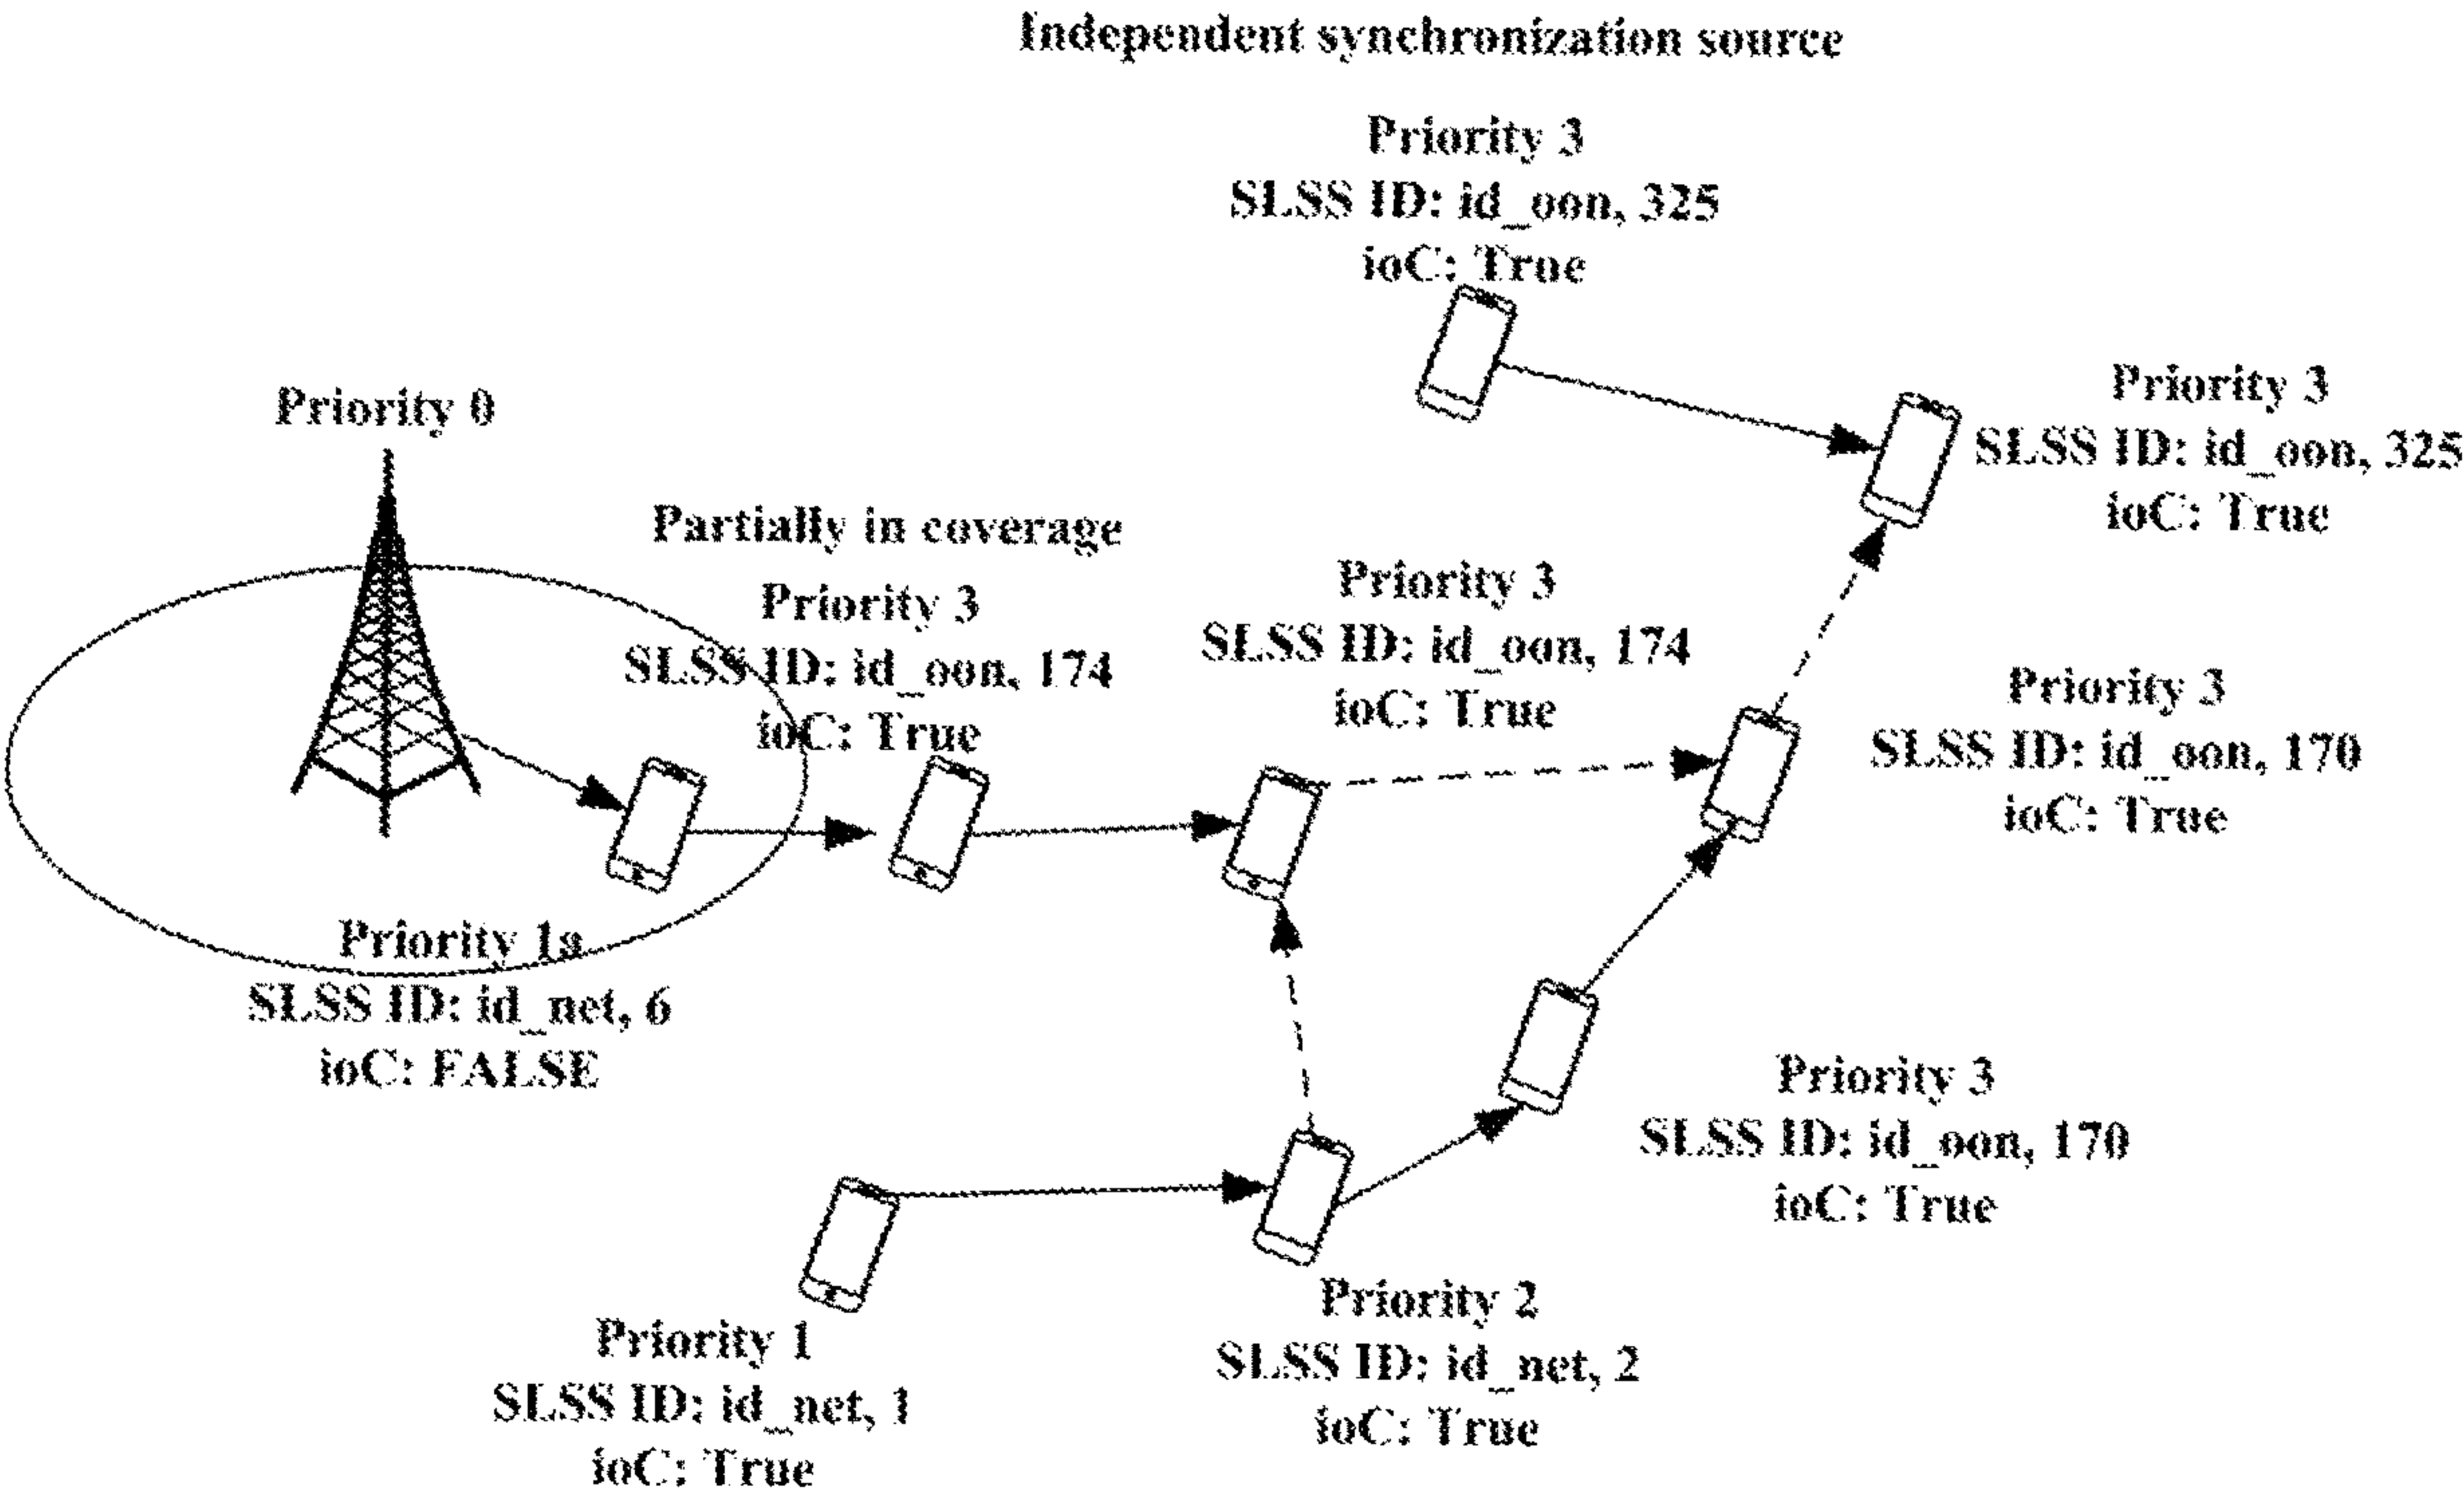 Independent synchronization source
Priority 3
SLSS ID: id_oon, 325
ioC: True
Priority 3
SLSS ID: id_oon, 325
ioC: True
Priority 0
Partially in coverage
Priority 3
SLSS ID: id_oon, 174
ioC: True
Priority 3
SLSS ID: id_oon, 174
ioC: True
Priority 3
SLSS ID: id_oon, 170
ioC: True
Priority 1a
SLSS ID: id_net, 6
ioC: FALSE
Priority 3
SLSS ID: id_oon, 170
ioC: True
Priority 2
SLSS ID: id_net, 2
ioC: True
Priority 1
SLSS ID: id_net, 1
ioC: True